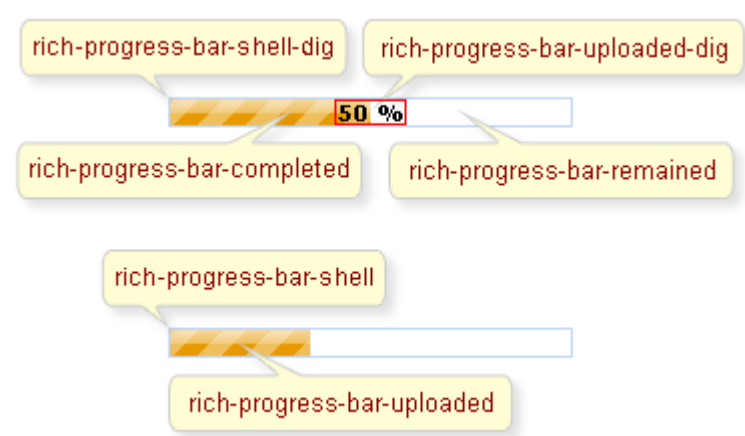 rich-progress-bar-shell-dig
rich-progress-bar-uploaded-dig
50 %
rich-progress-bar-completed
rich-progress-bar-remained
rich-progress-bar-shell
rich-progress-bar-uploaded